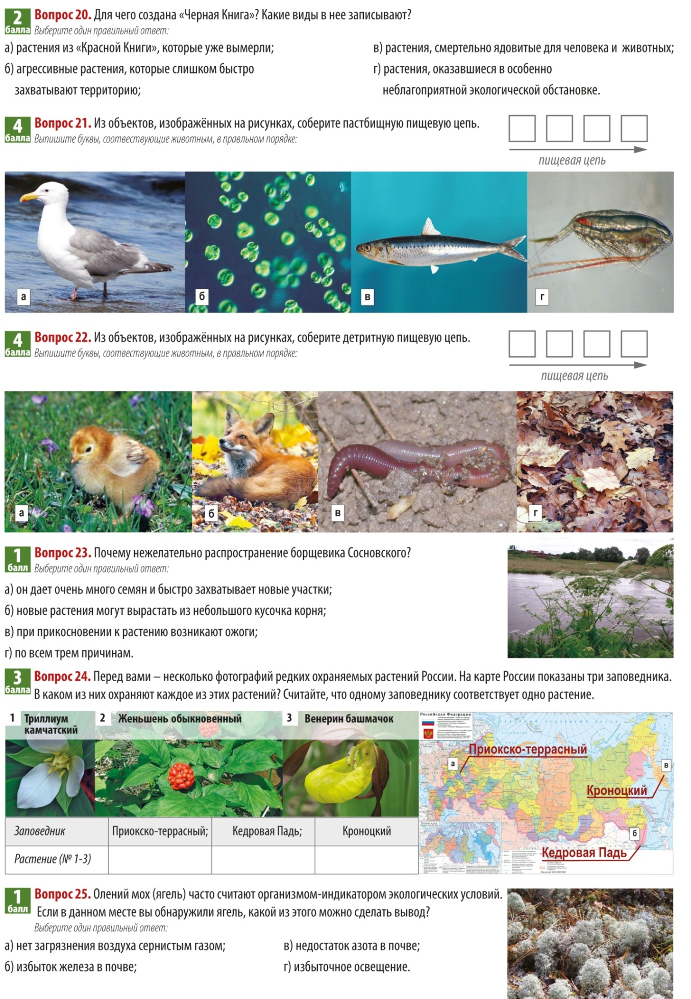 2 балла
Вопрос 20. Для чего создана «Черная Книга»? Какие виды в нее записывают?
Выберите один правильный ответ:
а) растения из «Красной Книги», которые уже вымерли;
б) агрессивные растения, которые слишком быстро
захватывают территорию;
в) растения, смертельно ядовитые для человека и животных;
г) растения, оказавшиеся в особенно
неблагоприятной экологической обстановке.
4 балла
Вопрос 21. Из объектов, изображённых на рисунках, соберите пастбищную пищевую цепь.
Выпишите буквы, соотвествующие животным, в правльном порядке:
пищевая цепь
а
б
в
г
4 балла
Вопрос 22. Из объектов, изображённых на рисунках, соберите детритную пищевую цепь.
Выпишите буквы, соотвествующие животным, в правльном порядке:
пищевая цепь
а
б
в
г
1 балл
Вопрос 23. Почему нежелательно распространение борщевика Сосновского?
Выберите один правильный ответ:
а) он дает очень много семян и быстро захватывает новые участки;
б) новые растения могут вырастать из небольшого кусочка корня;
в) при прикосновении к растению возникают ожоги;
г) по всем трем причинам.
3 балла
Вопрос 24. Перед вами – несколько фотографий редких охраняемых растений России. На карте России показаны три заповедника.
В каком из них охраняют каждое из этих растений? Считайте, что одному заповеднику соответствует одно растение.
1 Триллиум
камчатский
2 Женьшень обыкновенный
3 Венерин башмачок
Российская Федерация
Приокско-террасный
а
в
Кроноцкий
б
Кедровая Падь
Заповедник Приокско-террасный; Кедровая Падь; Кроноцкий
Растение (№ 1-3)
1 балл
Вопрос 25. Олений мох (ягель) часто считают организмом-индикатором экологических условий.
Если в данном месте вы обнаружили ягель, какой из этого можно сделать вывод?
Выберите один правильный ответ:
а) нет загрязнения воздуха сернистым газом;
б) избыток железа в почве;
в) недостаток азота в почве;
г) избыточное освещение.